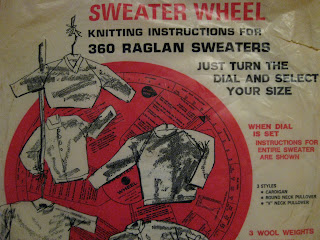 SWEATER WHEEL
KNITTING INSTRUCTIONS FOR
360 RAGLAN SWEATERS
JUST TURN THE
DIAL AND SELECT
YOUR SIZE
WHEN DIAL
IS SET
INSTRUCTIONS FOR
ENTIRE SWEATER
ARE SHOWN
3 STYLES
• CARDIGAN
• ROUND NECK PULLOVER
• "V" NECK PULLOVER
3 WOOL WEIGHTS